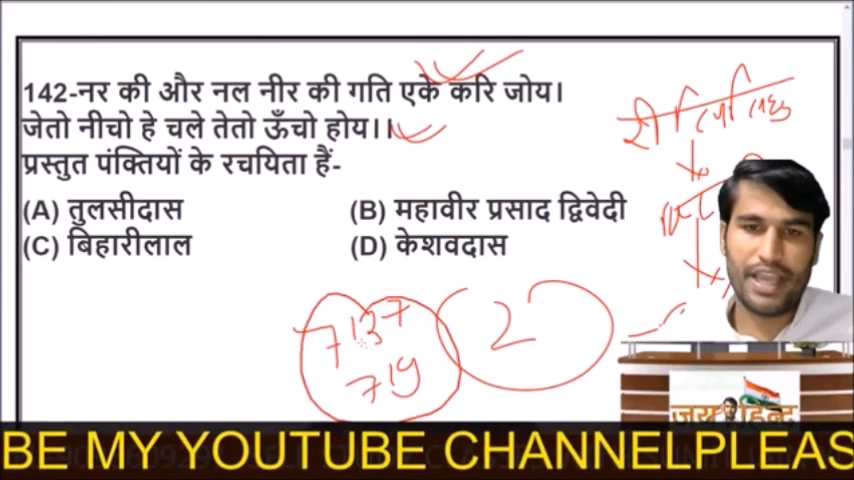 142-नर की और नल नीर की गति एके करि जोय।
जेतो नीचो हे चले तेतो ऊँचो होय।।
प्रस्तुत पंक्तियों के रचयिता हैं-
(A) तुलसीदास (B) महावीर प्रसाद द्विवेदी
(C) बिहारीलाल (D) केशवदास
2
जय हिन्द
BE MY YOUTUBE CHANNELPLEAS